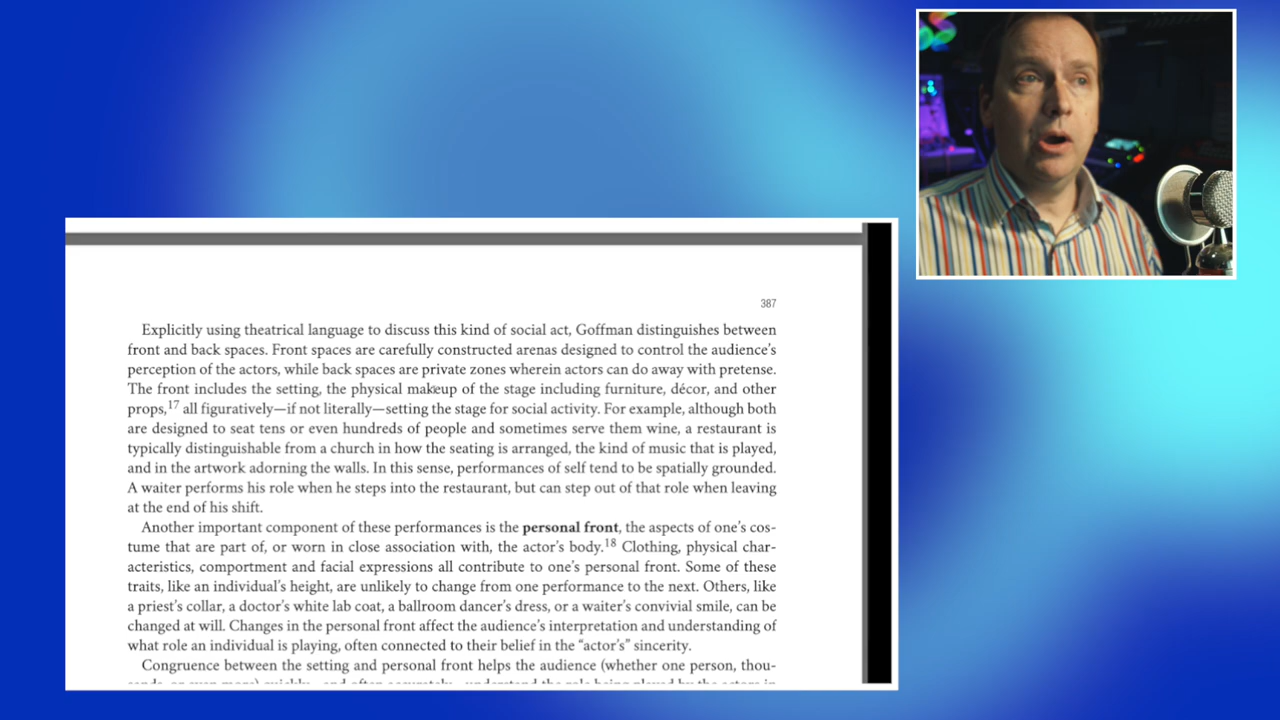 387
Explicitly using theatrical language to discuss this kind of social act, Goffman distinguishes between
front and back spaces. Front spaces are carefully constructed arenas designed to control the audience's
perception of the actors, while back spaces are private zones wherein actors can do away with pretense.
The front includes the setting, the physical makeup of the stage including furniture, décor, and other
props,17 all figuratively—if not literally—setting the stage for social activity. For example, although both
are designed to seat tens or even hundreds of people and sometimes serve them wine, a restaurant is
typically distinguishable from a church in how the seating is arranged, the kind of music that is played,
and in the artwork adorning the walls. In this sense, performances of self tend to be spatially grounded.
A waiter performs his role when he steps into the restaurant, but can step out of that role when leaving
at the end of his shift.
Another important component of these performances is the personal front, the aspects of one's cos-
tume that are part of, or worn in close association with, the actor's body.18 Clothing, physical char-
acteristics, comportment and facial expressions all contribute to one's personal front. Some of these
traits, like an individual's height, are unlikely to change from one performance to the next. Others, like
a priest's collar, a doctor's white lab coat, a ballroom dancer's dress, or a waiter's convivial smile, can be
changed at will. Changes in the personal front affect the audience's interpretation and understanding of
what role an individual is playing, often connected to their belief in the "actor's" sincerity.
Congruence between the setting and personal front helps the audience (whether one person, thou-